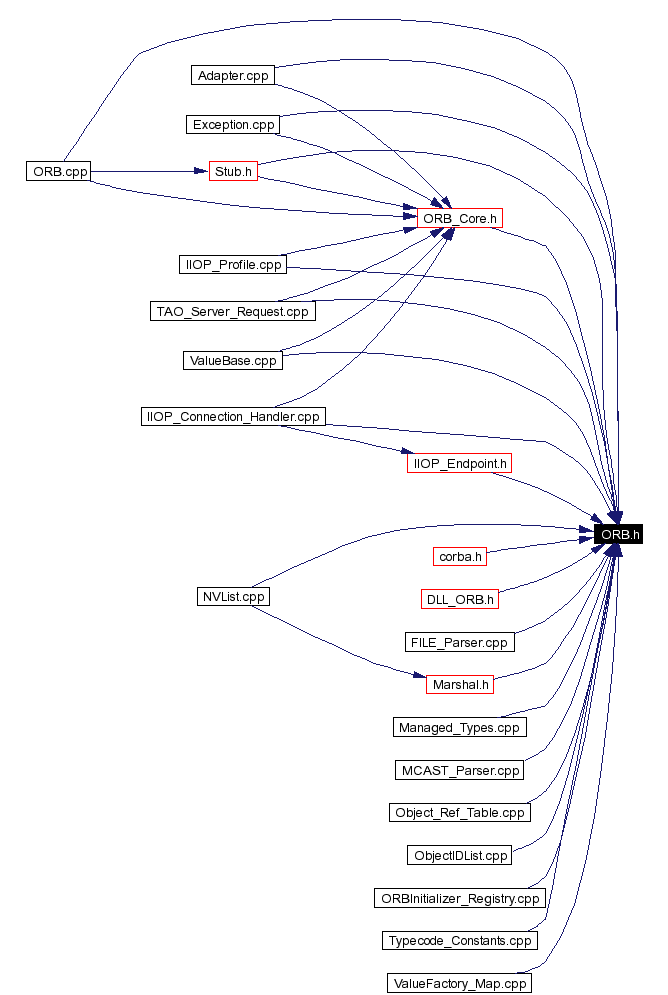 Adapter.cpp
Exception.cpp
ORB.cpp
Stub.h
ORB_Core.h
IIOP_Profile.cpp
TAO_Server_Request.cpp
ValueBase.cpp
IIOP_Connection_Handler.cpp
IIOP_Endpoint.h
ORB.h
corba.h
NVList.cpp
DLL_ORB.h
FILE_Parser.cpp
Marshal.h
Managed_Types.cpp
MCAST_Parser.cpp
Object_Ref_Table.cpp
ObjectIDList.cpp
ORBInitializer_Registry.cpp
Typecode_Constants.cpp
ValueFactory_Map.cpp